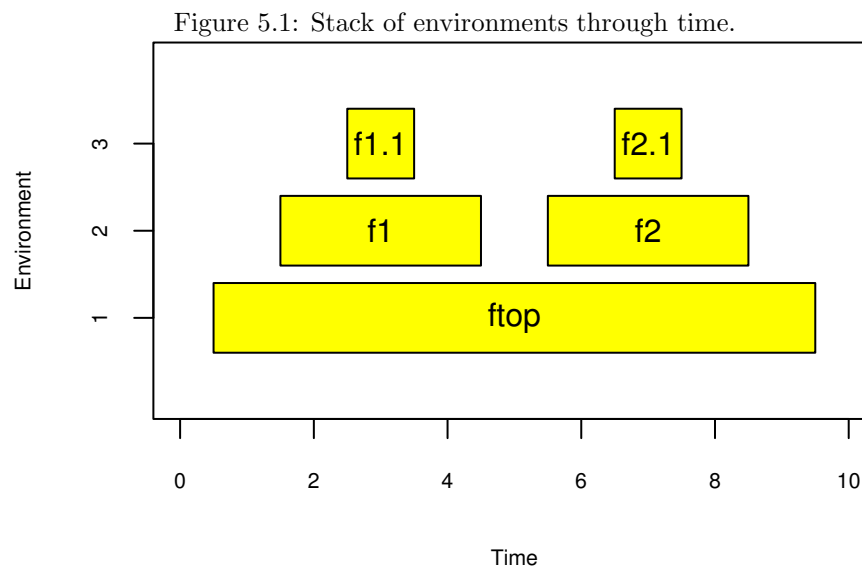 Figure 5.1: Stack of environments through time.
3
f1.1
f2.1
2
f1
f2
1
ftop
Environment
0 2 4 6 8 10
Time